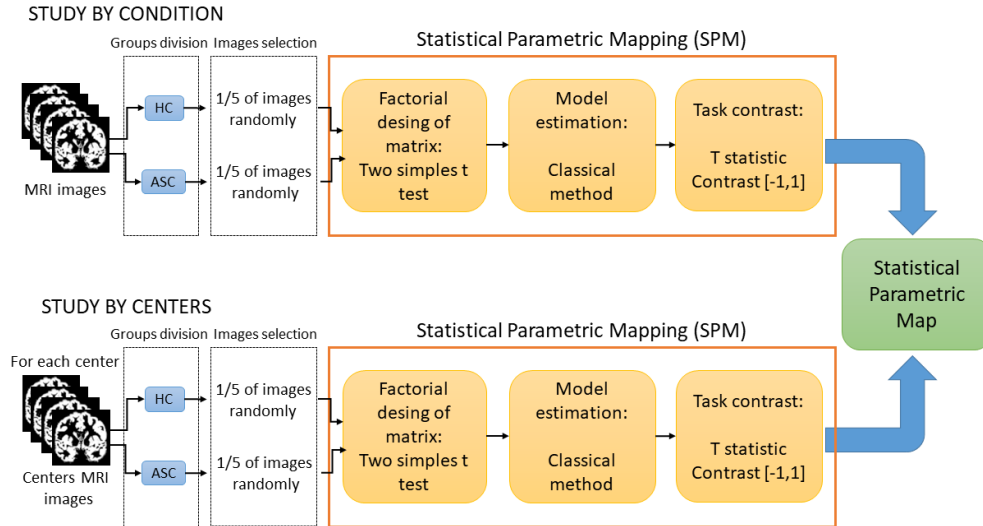 STUDY BY CONDITION
Groups division
Images selection
Statistical Parametric Mapping (SPM)
MRI images
HC
ASC
1/5 of images
randomly
1/5 of images
randomly
Factorial
desing of
matrix:
Two simples t
test
Model
estimation:
Classical
method
Task contrast:
T statistic
Contrast [-1,1]
Statistical
Parametric
Map
STUDY BY CENTERS
Groups division
Images selection
Statistical Parametric Mapping (SPM)
For each center
Centers MRI
images
HC
ASC
1/5 of images
randomly
1/5 of images
randomly
Factorial
desing of
matrix:
Two simples t
test
Model
estimation:
Classical
method
Task contrast:
T statistic
Contrast [-1,1]